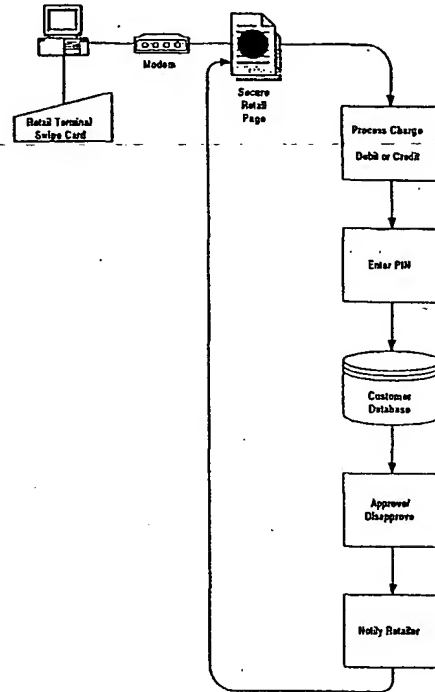 Modem
Secure
Retail
Page
Retail Terminal
Swipe Card
Process Charge
Debit or Credit
Enter PIN
Customer
Database
Approve/
Disapprove
Notify Retailer